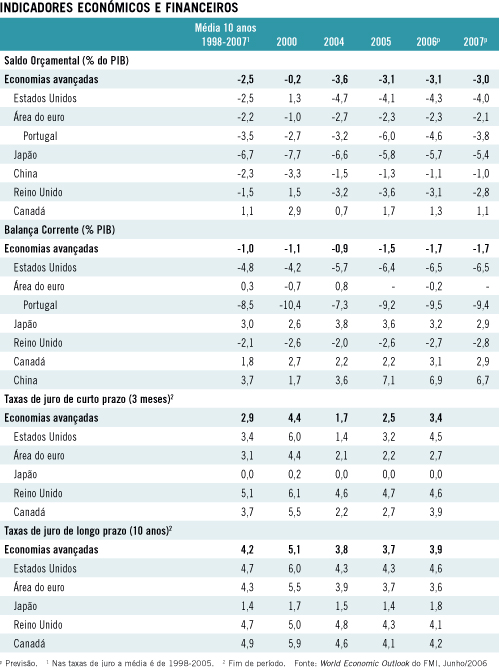 INDICADORES ECONÓMICOS E FINANCEIROS
Média 10 anos
1998-2007¹ 2000 2004 2005 2006ᵖ 2007ᵖ
Saldo Orçamental (% do PIB)
Economias avançadas -2,5 -0,2 -3,6 -3,1 -3,1 -3,0
Estados Unidos -2,5 1,3 -4,7 -4,1 -4,3 -4,0
Área do euro -2,2 -1,0 -2,7 -2,3 -2,3 -2,1
Portugal -3,5 -2,7 -3,2 -6,0 -4,6 -3,8
Japão -6,7 -7,7 -6,6 -5,8 -5,7 -5,4
China -2,3 -3,3 -1,5 -1,3 -1,1 -1,0
Reino Unido -1,5 1,5 -3,2 -3,6 -3,1 -2,8
Canadá 1,1 2,9 0,7 1,7 1,3 1,1
Balança Corrente (% PIB)
Economias avançadas -1,0 -1,1 -0,9 -1,5 -1,7 -1,7
Estados Unidos -4,8 -4,2 -5,7 -6,4 -6,5 -6,5
Área do euro 0,3 -0,7 0,8 - -0,2 -
Portugal -8,5 -10,4 -7,3 -9,2 -9,5 -9,4
Japão 3,0 2,6 3,8 3,6 3,2 2,9
Reino Unido -2,1 -2,6 -2,0 -2,6 -2,7 -2,8
Canadá 1,8 2,7 2,2 2,2 3,1 2,9
China 3,7 1,7 3,6 7,1 6,9 6,7
Taxas de juro de curto prazo (3 meses)²
Economias avançadas 2,9 4,4 1,7 2,5 3,4
Estados Unidos 3,4 6,0 1,4 3,2 4,5
Área do euro 3,1 4,4 2,1 2,2 2,7
Japão 0,0 0,2 0,0 0,0 0,0
Reino Unido 5,1 6,1 4,6 4,7 4,6
Canadá 3,7 5,5 2,2 2,7 3,9
Taxas de juro de longo prazo (10 anos)²
Economias avançadas 4,2 5,1 3,8 3,7 3,9
Estados Unidos 4,7 6,0 4,3 4,3 4,6
Área do euro 4,3 5,5 3,9 3,7 3,6
Japão 1,4 1,7 1,5 1,4 1,8
Reino Unido 4,7 5,0 4,8 4,3 4,1
Canadá 4,9 5,9 4,6 4,1 4,2
ᵖ Previsão. ¹ Nas taxas de juro a média é de 1998-2005. ² Fim de período. Fonte: World Economic Outlook do FMI, Junho/2006